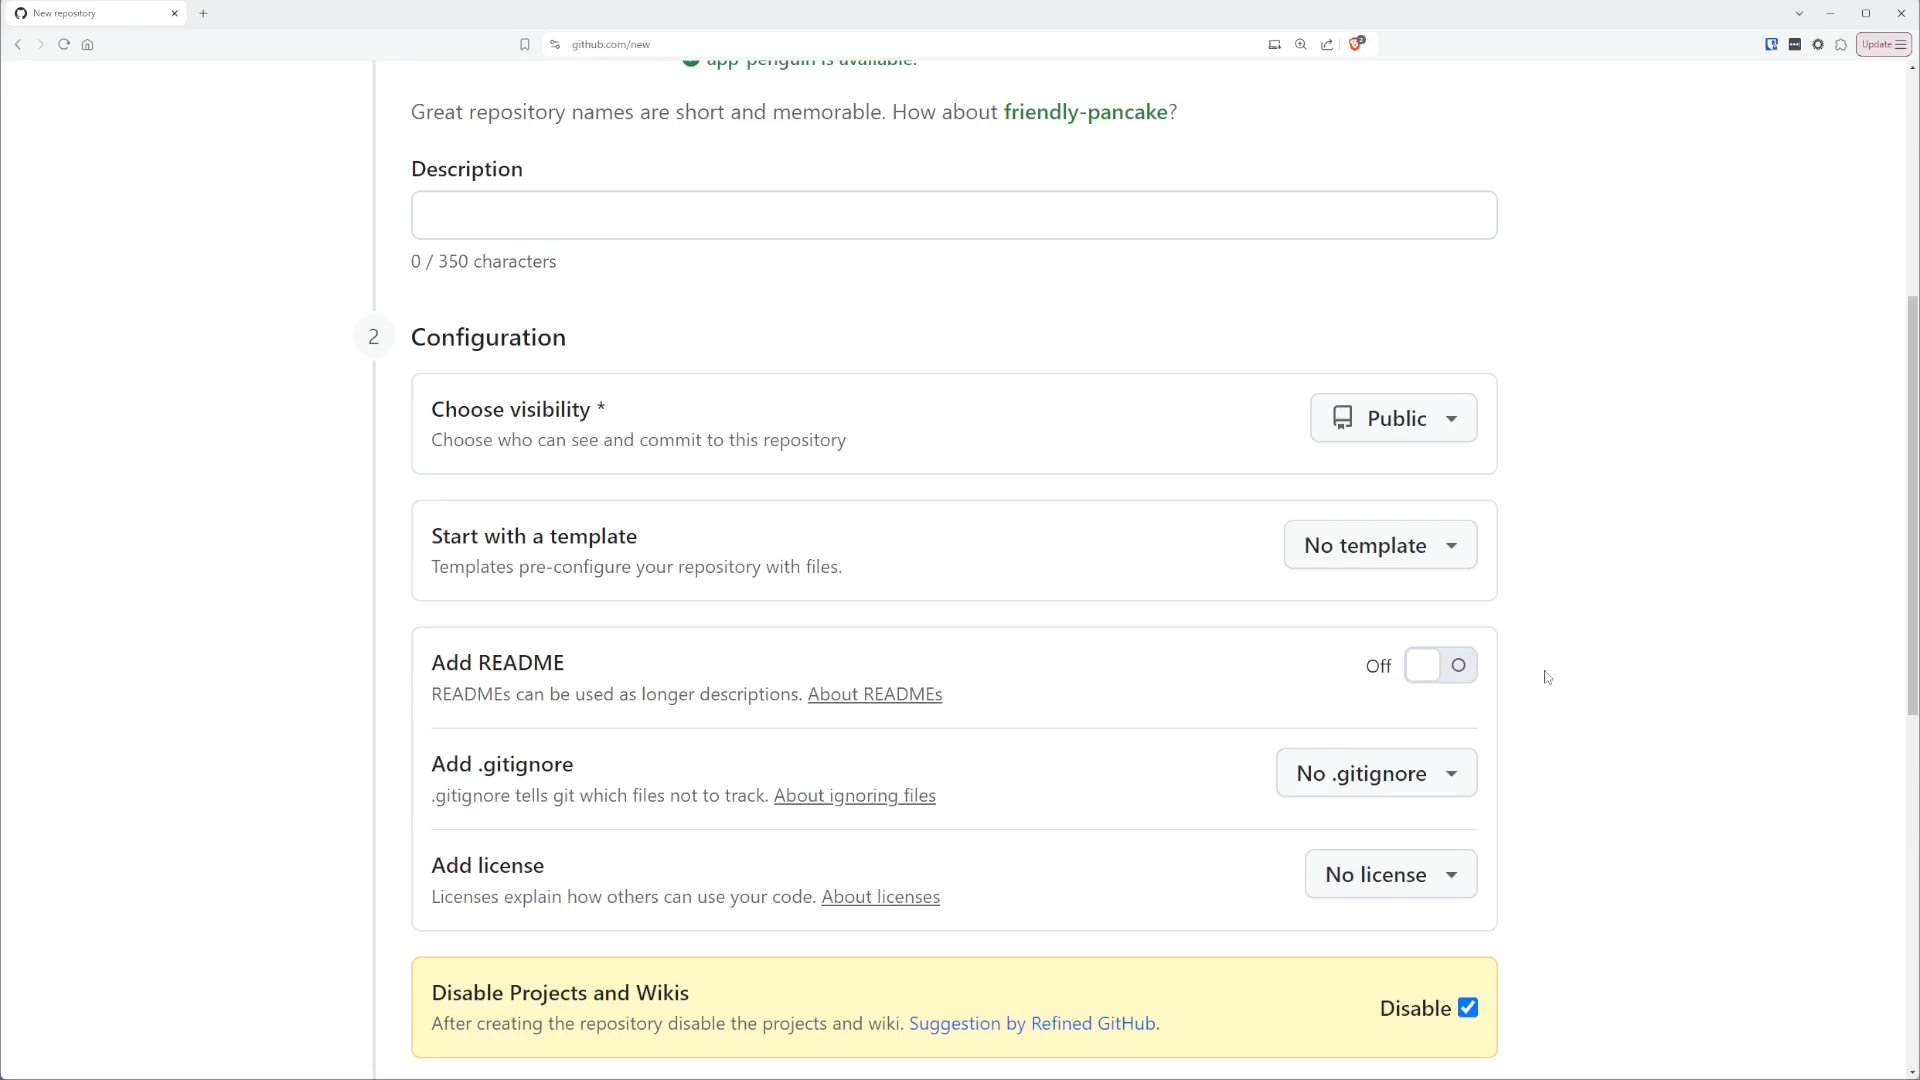 New repository
github.com/new
2
Update
app-penguin is available.
Great repository names are short and memorable. How about friendly-pancake?
Description
0 / 350 characters
2 Configuration
Choose visibility *
Choose who can see and commit to this repository
Public
Start with a template
Templates pre-configure your repository with files.
No template
Add README
READMEs can be used as longer descriptions. About READMEs
Off
Add .gitignore
.gitignore tells git which files not to track. About ignoring files
No .gitignore
Add license
Licenses explain how others can use your code. About licenses
No license
Disable Projects and Wikis
After creating the repository disable the projects and wiki. Suggestion by Refined GitHub.
Disable